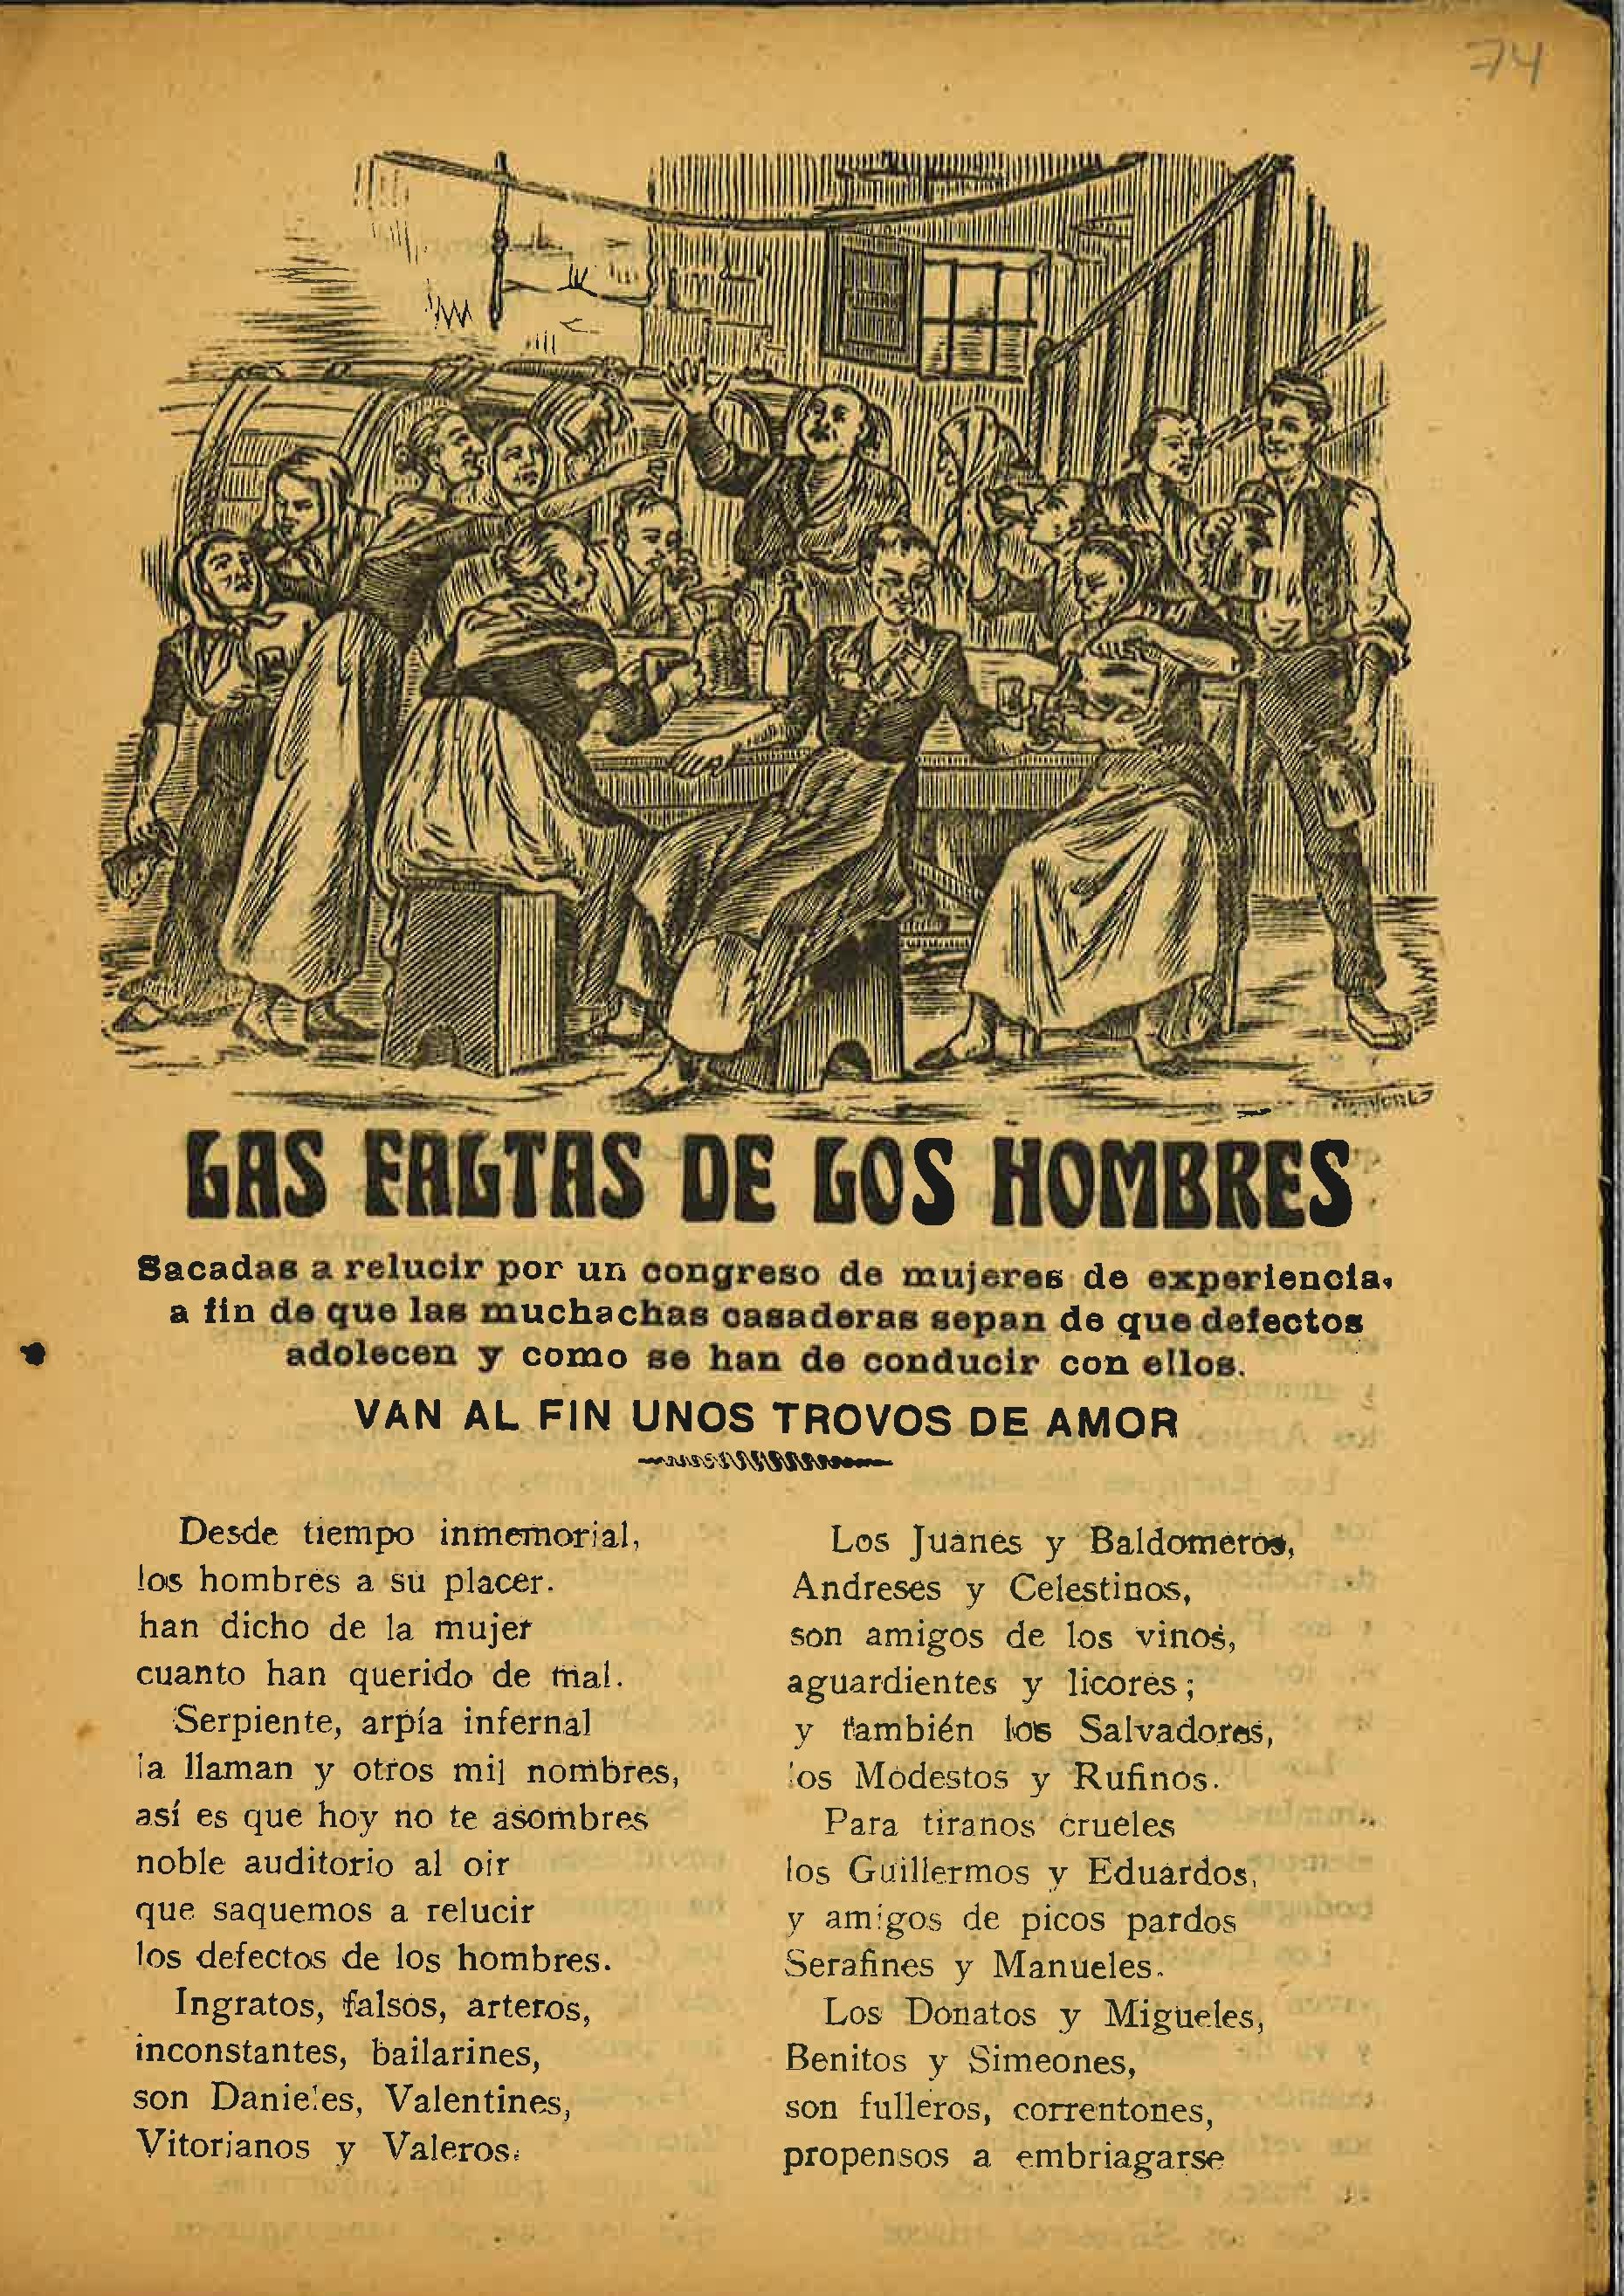 74
LAS FALTAS DE LOS HOMBRES
Sacadas a relucir por un congreso de mujeres de experiencia,
a fin de que las muchachas casaderas sepan de que defectos
adolecen y como se han de conducir con ellos.
VAN AL FIN UNOS TROVOS DE AMOR
Desde tiempo inmemorial,
los hombres a su placer.
han dicho de la mujer
cuanto han querido de mal.
Serpiente, arpía infernal
la llaman y otros mil nombres,
así es que hoy no te asombres
noble auditorio al oir
que saquemos a relucir
los defectos de los hombres.
Ingratos, falsos, arteros,
inconstantes, bailarines,
son Danieles, Valentines,
Vitorianos y Valeros.
Los Juanes y Baldomeros,
Andreses y Celestinos,
son amigos de los vinos,
aguardientes y licores;
y también los Salvadores,
los Modestos y Rufinos.
Para tiranos crueles
los Guillermos y Eduardos,
y amigos de picos pardos
Serafines y Manueles.
Los Donatos y Migueles,
Benitos y Simeones,
son fulleros, correntones,
propensos a embriagarse